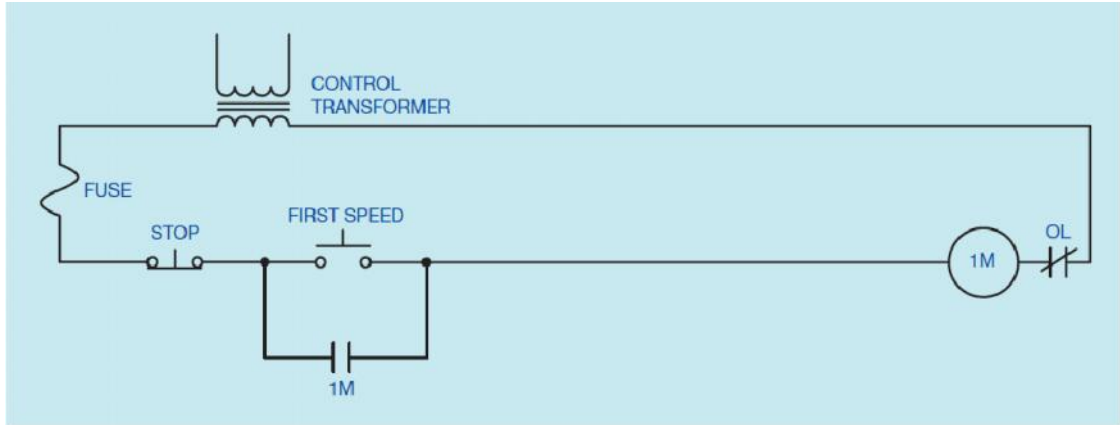 CONTROL
TRANSFORMER
FUSE
FIRST SPEED
STOP
OL
1M
1M